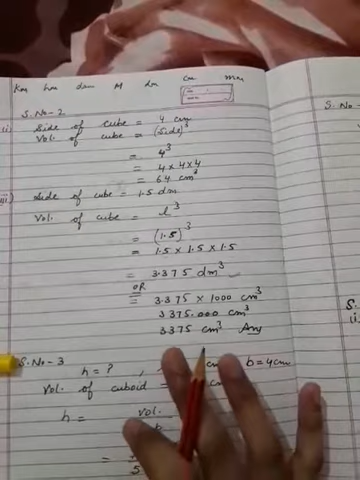 Km hm dam M dm cm mm
S.No-2
(ii) Side of cube = 4 cm
Vol. of cube = (side)³
= 4³
= 4×4×4
= 64 cm³
(iii) Side of cube = 1.5 dm
Vol. of cube = l³
= (1.5)³
= 1.5 × 1.5 × 1.5
= 3.375 dm³
OR
= 3.375 × 1000 cm³
3375.000 cm³
3375 cm³ Ans
S.No-3
h = ? cm b = 4cm
Vol. of cuboid =
h = Vol.
=
S.No-
S.
(i)